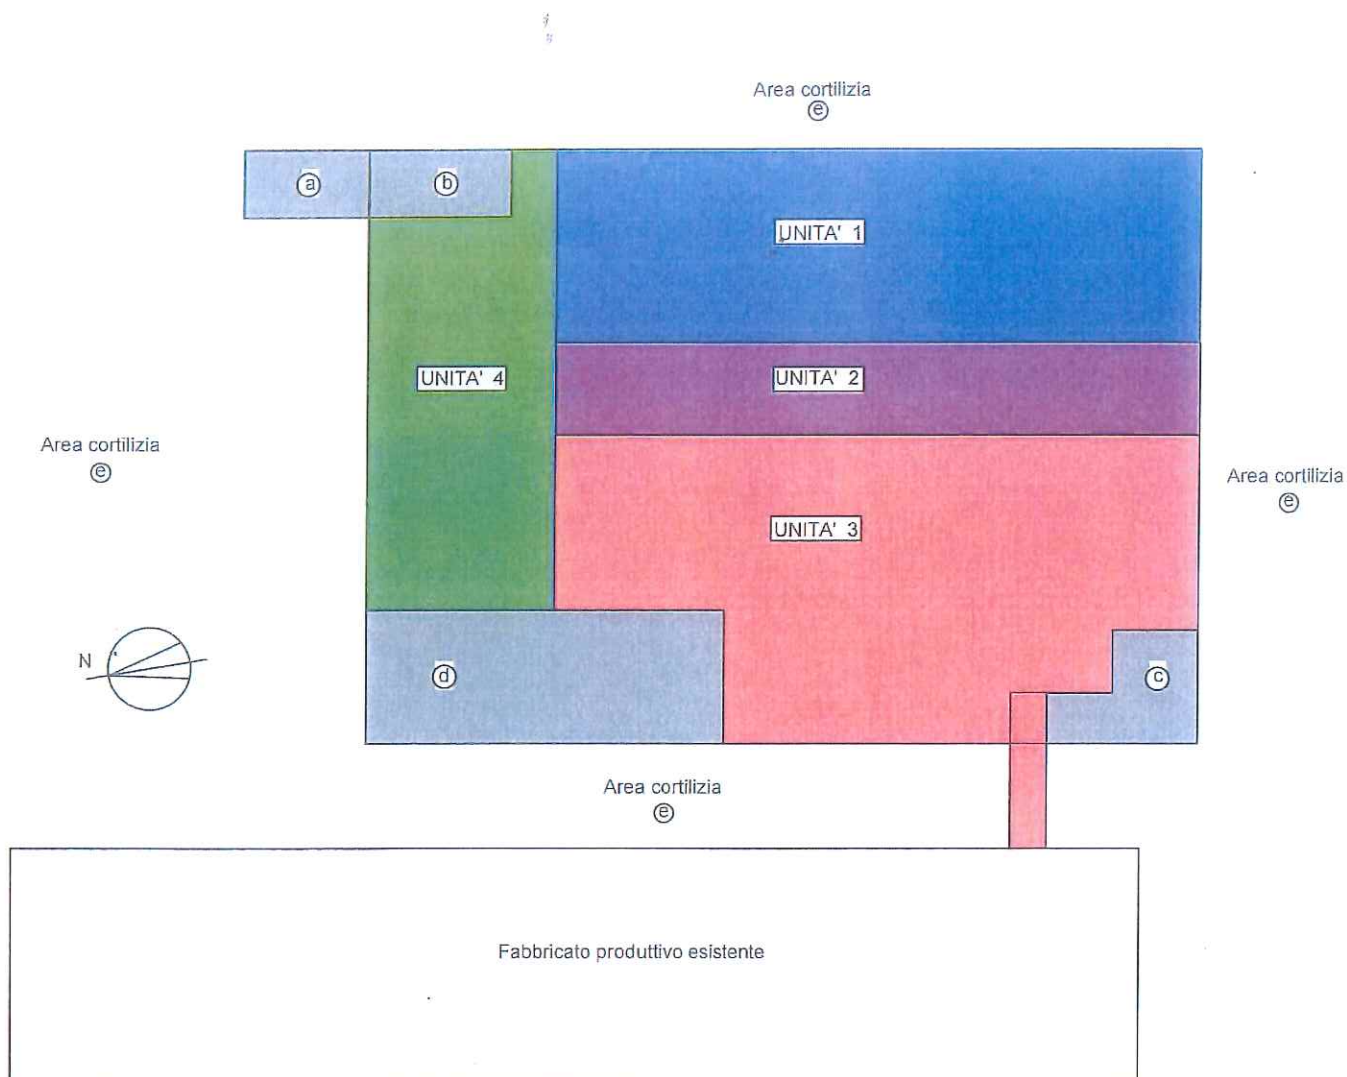 Area cortilizia
e
a
b
UNITA' 1
UNITA' 4
UNITA' 2
Area cortilizia
e
Area cortilizia
e
UNITA' 3
N
d
c
Area cortilizia
e
Fabbricato produttivo esistente